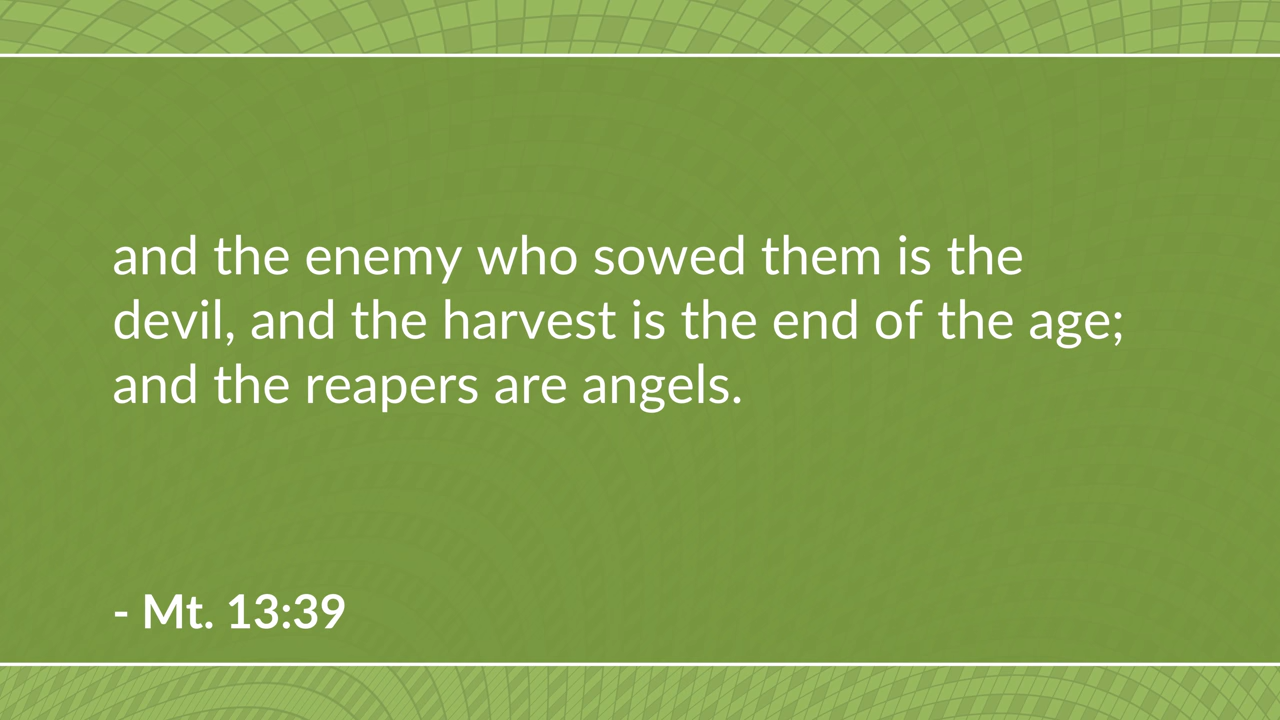 and the enemy who sowed them is the
devil, and the harvest is the end of the age;
and the reapers are angels.
- Mt. 13:39